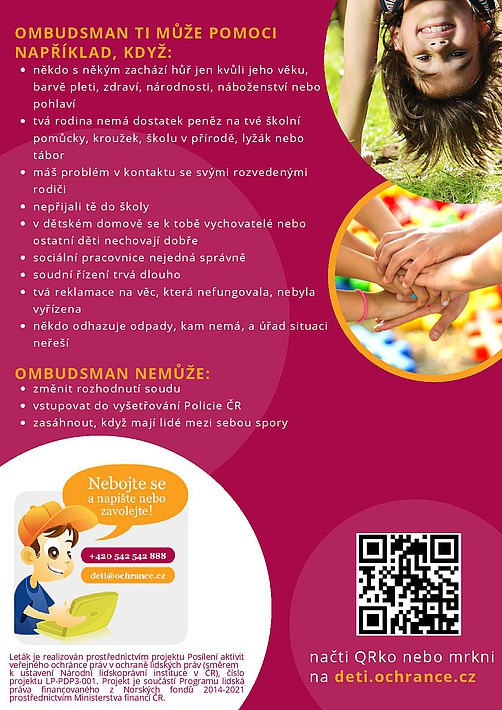 OMBUDSMAN TI MŮŽE POMOCI
NAPŘÍKLAD, KDYŽ:
• někdo s někým zachází hůř jen kvůli jeho věku,
barvě pleti, zdraví, národnosti, náboženství nebo
pohlaví
• tvá rodina nemá dostatek peněz na tvé školní
pomůcky, kroužek, školu v přírodě, lyžák nebo
tábor
• máš problém v kontaktu se svými rozvedenými
rodiči
• nepřijali tě do školy
• v dětském domově se k tobě vychovatelé nebo
ostatní děti nechovají dobře
• sociální pracovnice nejedná správně
• soudní řízení trvá dlouho
• tvá reklamace na věc, která nefungovala, nebyla
vyřízena
• někdo odhazuje odpady, kam nemá, a úřad situaci
neřeší
OMBUDSMAN NEMŮŽE:
• změnit rozhodnutí soudu
• vstupovat do vyšetřování Policie ČR
• zasáhnout, když mají lidé mezi sebou spory
Nebojte se
a napište nebo
zavolejte!
+420 542 542 888
deti@ochrance.cz
Leták je realizován prostřednictvím projektu Posílení aktivit
veřejného ochránce práv v ochraně lidských práv (směrem
k ustavení Národní lidskoprávní instituce v ČR), číslo
projektu LP-PDP3-001. Projekt je součástí Programu lidská
práva financovaného z Norských fondů 2014-2021
prostřednictvím Ministerstva financí ČR.
načti QRko nebo mrkni
na deti.ochrance.cz